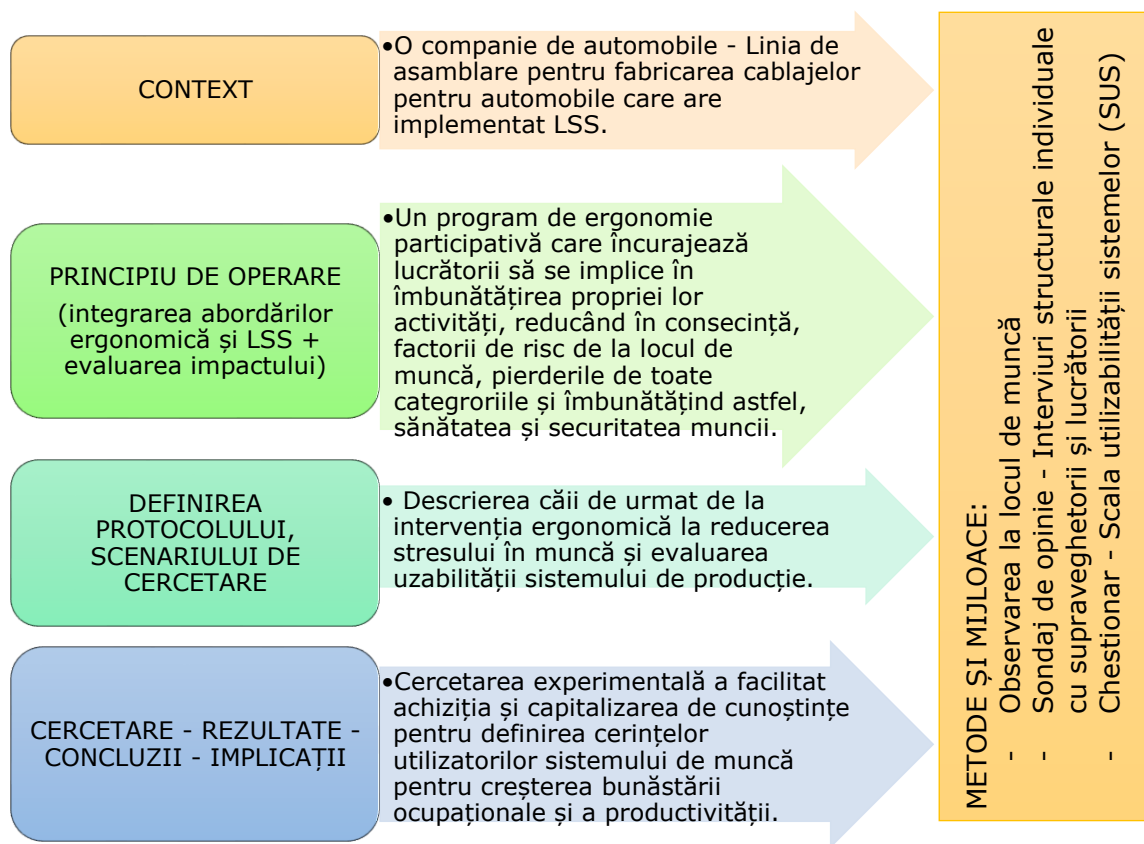 CONTEXT
•O companie de automobile - Linia de
asamblare pentru fabricarea cablajelor
pentru automobile care are
implementat LSS.
PRINCIPIU DE OPERARE
(integrarea abordărilor
ergonomică și LSS +
evaluarea impactului)
•Un program de ergonomie
participativă care încurajează
lucrătorii să se implice în
îmbunătățirea propriei lor
activități, reducând în consecință,
factorii de risc de la locul de
muncă, pierderile de toate
categroriile și îmbunătățind astfel,
sănătatea și securitatea muncii.
DEFINIREA
PROTOCOLULUI,
SCENARIULUI DE
CERCETARE
• Descrierea căii de urmat de la
intervenția ergonomică la reducerea
stresului în muncă și evaluarea
uzabilității sistemului de producție.
CERCETARE - REZULTATE -
CONCLUZII - IMPLICAȚII
•Cercetarea experimentală a facilitat
achiziția și capitalizarea de cunoștințe
pentru definirea cerințelor
utilizatorilor sistemului de muncă
pentru creșterea bunăstării
ocupaționale și a productivității.
METODE ȘI MIJLOACE:
- Observarea la locul de muncă
- Sondaj de opinie - Interviuri structurale individuale
cu supraveghetorii și lucrătorii
- Chestionar - Scala utilizabilității sistemelor (SUS)